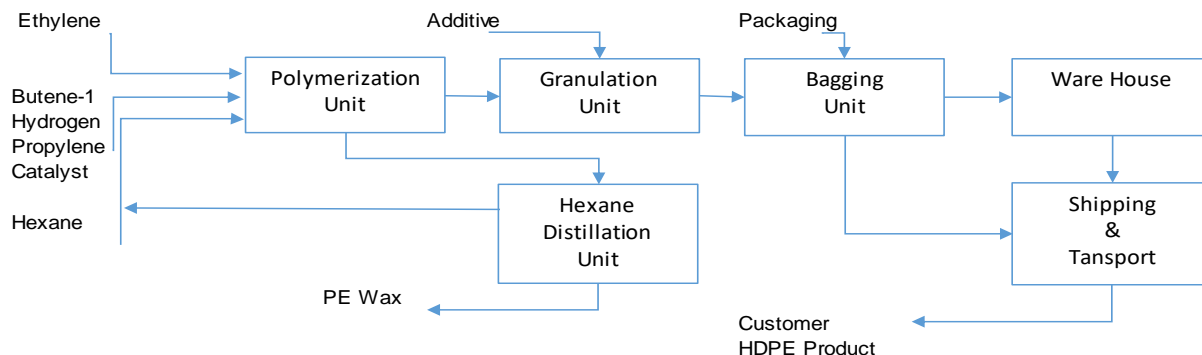 Ethylene
Additive
Packaging
Polymerization
Unit
Granulation
Unit
Bagging
Unit
Ware House
Butene-1
Hydrogen
Propylene
Catalyst
Hexane
Hexane
Distillation
Unit
Shipping
&
Tansport
PE Wax
Customer
HDPE Product